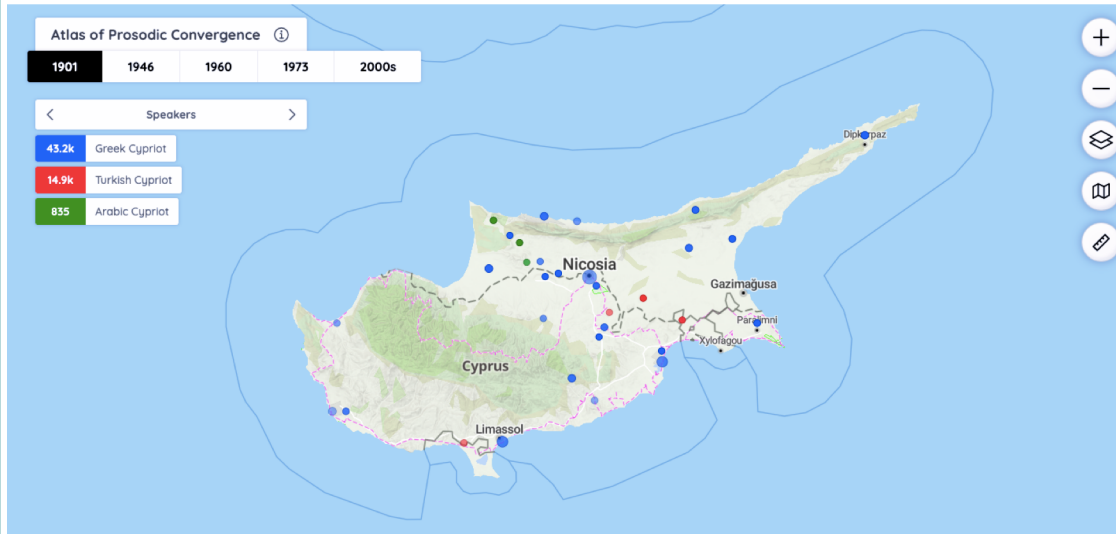 Atlas of Prosodic Convergence
1901 1946 1960 1973 2000s
Speakers
43.2k Greek Cypriot
14.9k Turkish Cypriot
835 Arabic Cypriot
Dipkarpaz
Nicosia
Gazimağusa
Paralimni
Xylofagou
Cyprus
Limassol